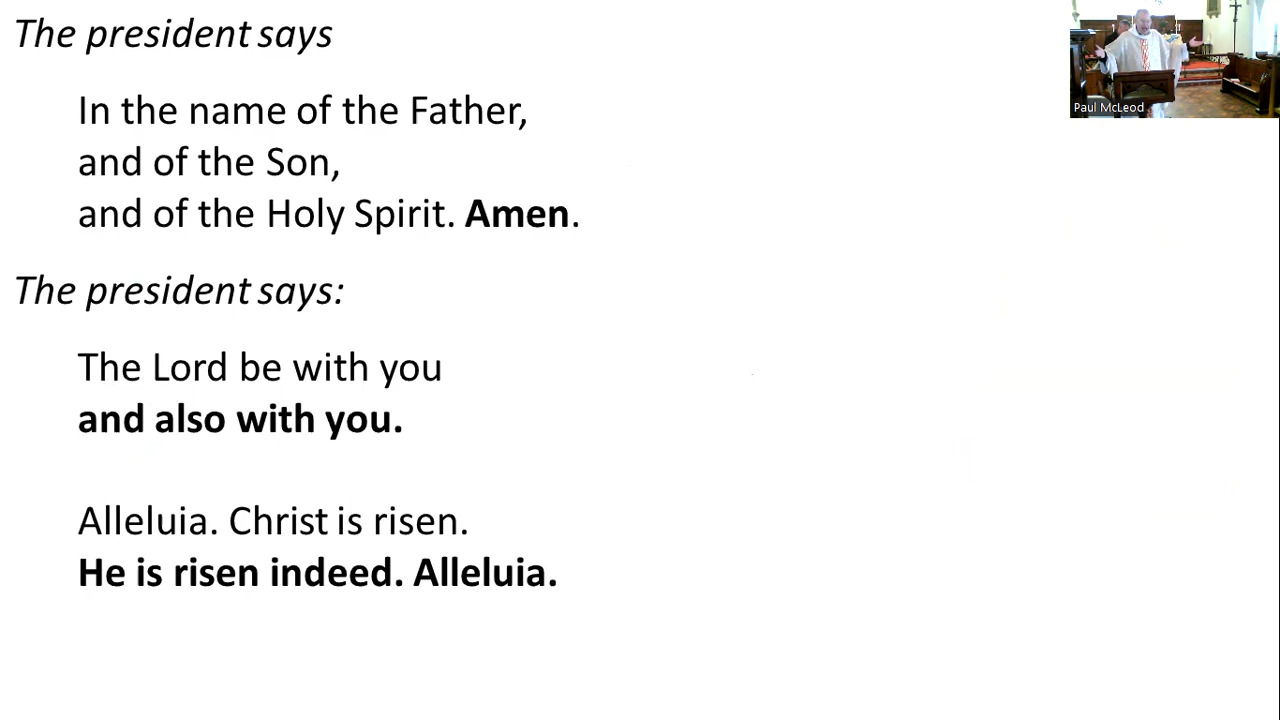 The president says
In the name of the Father,
and of the Son,
and of the Holy Spirit. Amen.
The president says:
The Lord be with you
and also with you.
Alleluia. Christ is risen.
He is risen indeed. Alleluia.
Paul McLeod